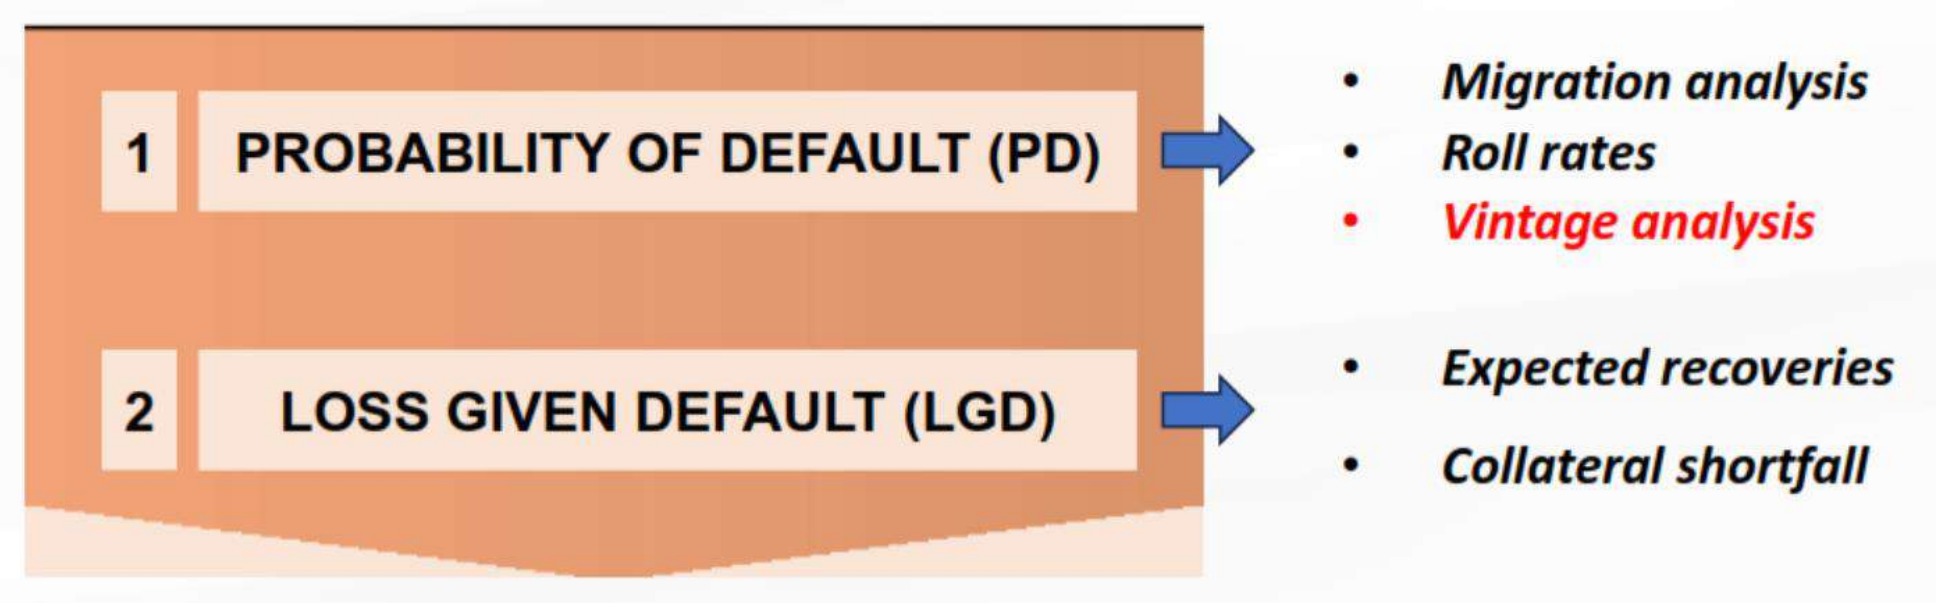 1 PROBABILITY OF DEFAULT (PD)
• Migration analysis
• Roll rates
• Vintage analysis
2 LOSS GIVEN DEFAULT (LGD)
• Expected recoveries
• Collateral shortfall